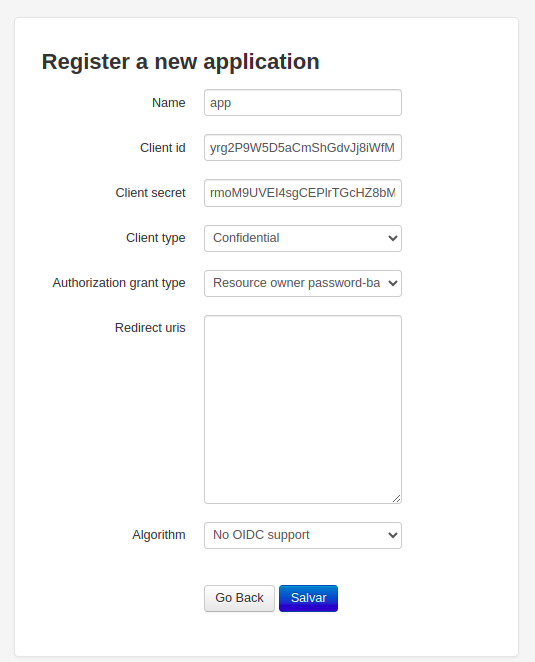 Register a new application
Name app
Client id yrg2P9W5D5aCmShGdvJj8iWfM
Client secret rmoM9UVEI4sgCEPlrTGcHZ8bM
Client type Confidential
Authorization grant type Resource owner password-ba
Redirect uris
Algorithm No OIDC support
Go Back Salvar